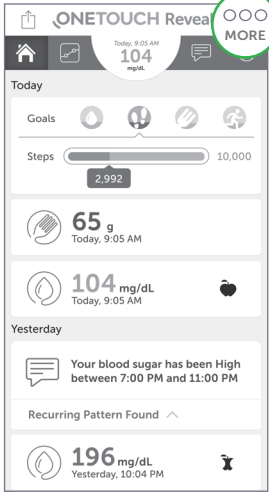 ONETOUCH Reveal
MORE
Today, 9:05 AM
104
mg/dL
Today
Goals
Steps 10,000
2,992
65 g
Today, 9:05 AM
104 mg/dL
Today, 9:05 AM
Yesterday
Your blood sugar has been High
between 7:00 PM and 11:00 PM
Recurring Pattern Found
196 mg/dL
Yesterday, 10:04 PM